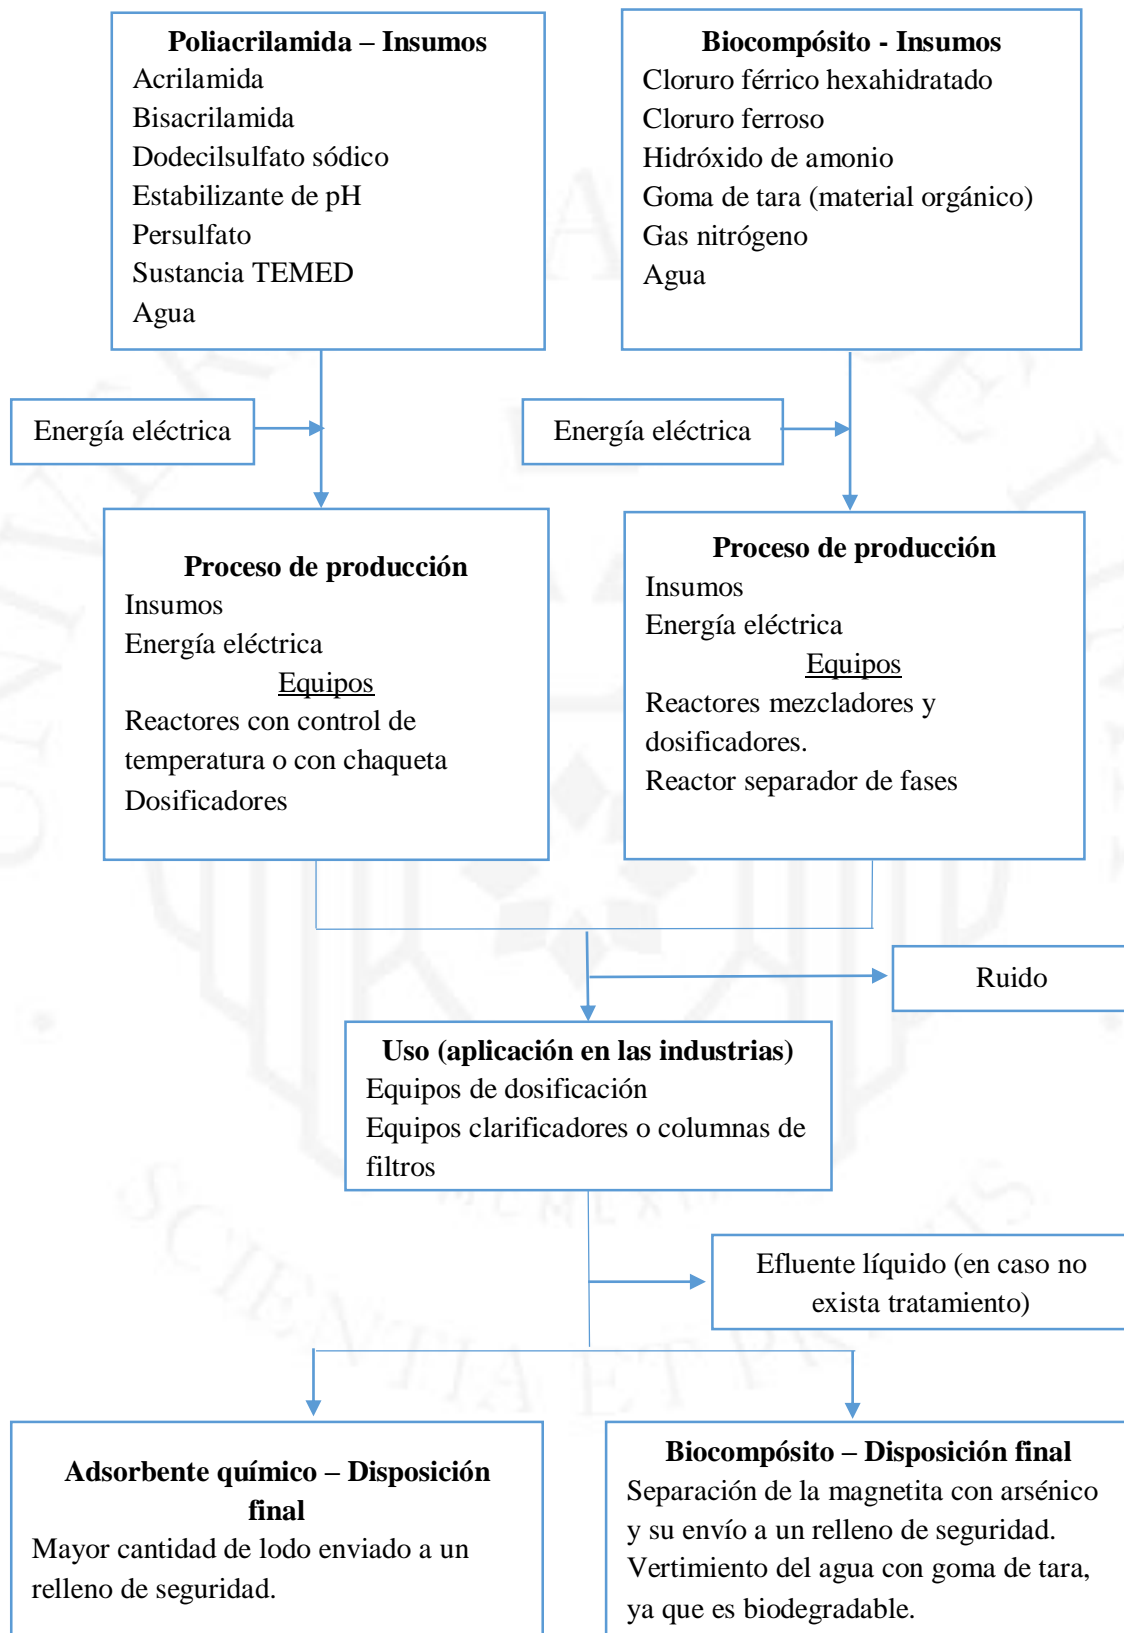 Poliacrilamida – Insumos
Acrilamida
Bisacrilamida
Dodecilsulfato sódico
Estabilizante de pH
Persulfato
Sustancia TEMED
Agua
Biocompósito - Insumos
Cloruro férrico hexahidratado
Cloruro ferroso
Hidróxido de amonio
Goma de tara (material orgánico)
Gas nitrógeno
Agua
Energía eléctrica
Energía eléctrica
Proceso de producción
Insumos
Energía eléctrica
Equipos
Reactores con control de
temperatura o con chaqueta
Dosificadores
Proceso de producción
Insumos
Energía eléctrica
Equipos
Reactores mezcladores y
dosificadores.
Reactor separador de fases
Ruido
Uso (aplicación en las industrias)
Equipos de dosificación
Equipos clarificadores o columnas de
filtros
Efluente líquido (en caso no
exista tratamiento)
Adsorbente químico – Disposición
final
Mayor cantidad de lodo enviado a un
relleno de seguridad.
Biocompósito – Disposición final
Separación de la magnetita con arsénico
y su envío a un relleno de seguridad.
Vertimiento del agua con goma de tara,
ya que es biodegradable.
SCIENTIA ET PRAXIS